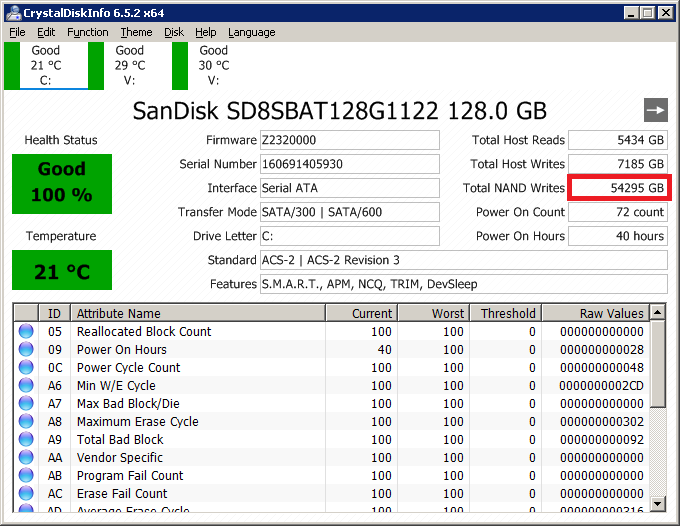 CrystalDiskInfo 6.5.2 x64
File Edit Function Theme Disk Help Language
Good Good Good
21 °C 29 °C 30 °C
C: V: V:
SanDisk SD8SBAT128G1122 128.0 GB
Health Status Firmware Z2320000 Total Host Reads 5434 GB
Good 100 % Serial Number 160691405930 Total Host Writes 7185 GB
Interface Serial ATA Total NAND Writes 54295 GB
Transfer Mode SATA/300 | SATA/600 Power On Count 72 count
Temperature Drive Letter C: Power On Hours 40 hours
21 °C Standard ACS-2 | ACS-2 Revision 3
Features S.M.A.R.T., APM, NCQ, TRIM, DevSleep
ID Attribute Name Current Worst Threshold Raw Values
05 Reallocated Block Count 100 100 0 000000000000
09 Power On Hours 40 100 0 000000000028
0C Power Cycle Count 100 100 0 000000000048
A6 Min W/E Cycle 100 100 0 0000000002CD
A7 Max Bad Block/Die 100 100 0 000000000000
A8 Maximum Erase Cycle 100 100 0 000000000302
A9 Total Bad Block 100 100 0 000000000092
AA Vendor Specific 100 100 0 000000000000
AB Program Fail Count 100 100 0 000000000000
AC Erase Fail Count 100 100 0 000000000000
AD Average Erase Cycle 100 100 0 000000000316